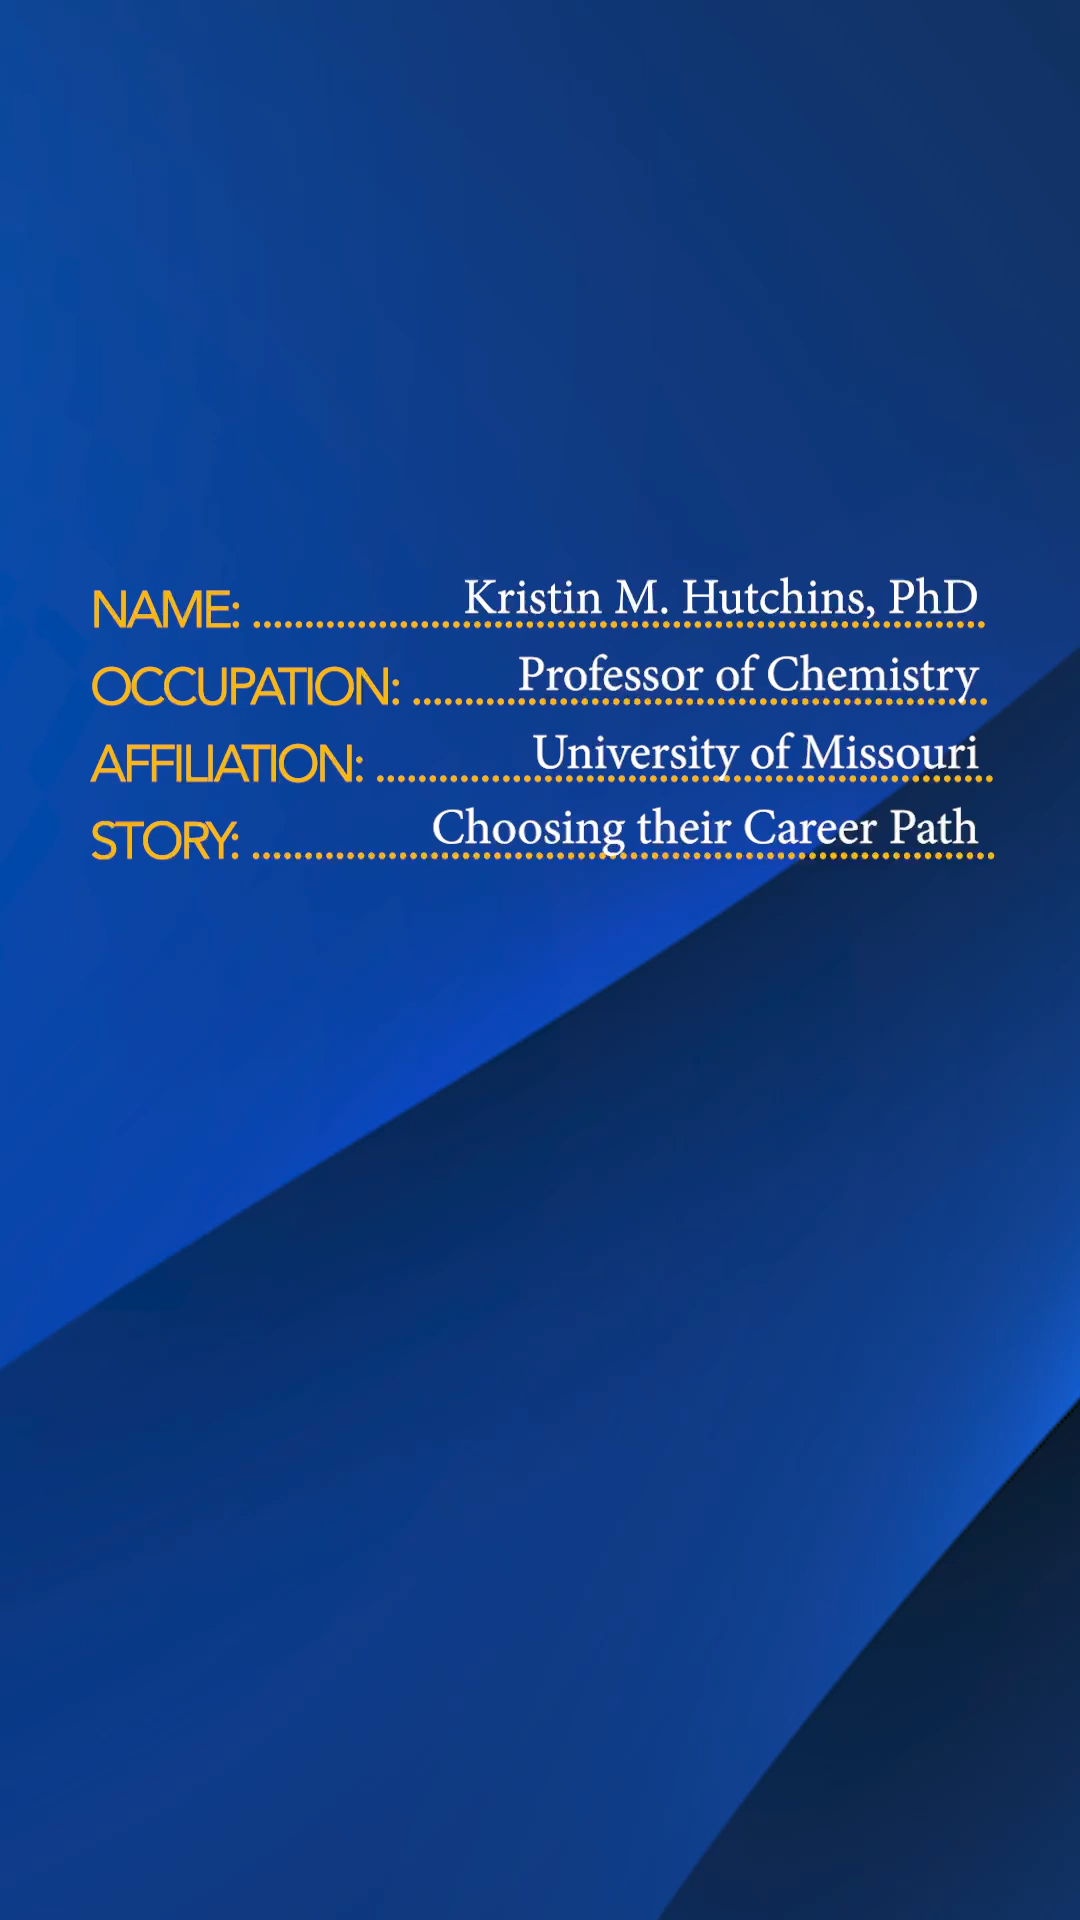 NAME: Kristin M. Hutchins, PhD
OCCUPATION: Professor of Chemistry
AFFILIATION: University of Missouri
STORY: Choosing their Career Path